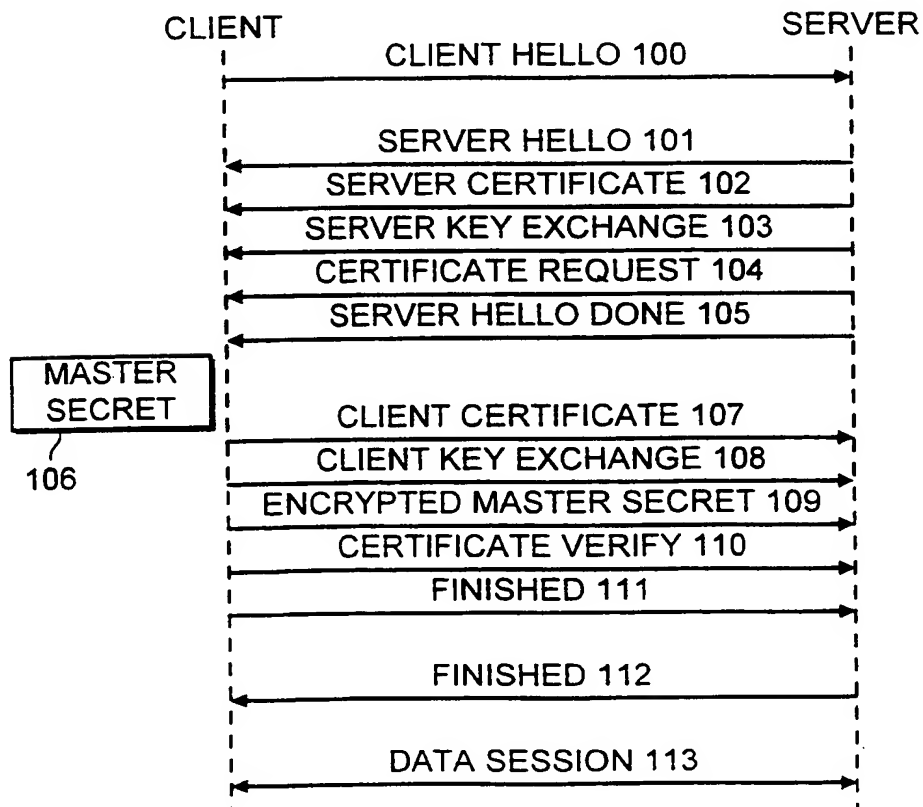 CLIENT
SERVER
CLIENT HELLO 100
SERVER HELLO 101
SERVER CERTIFICATE 102
SERVER KEY EXCHANGE 103
CERTIFICATE REQUEST 104
SERVER HELLO DONE 105
MASTER
SECRET
106
CLIENT CERTIFICATE 107
CLIENT KEY EXCHANGE 108
ENCRYPTED MASTER SECRET 109
CERTIFICATE VERIFY 110
FINISHED 111
FINISHED 112
DATA SESSION 113